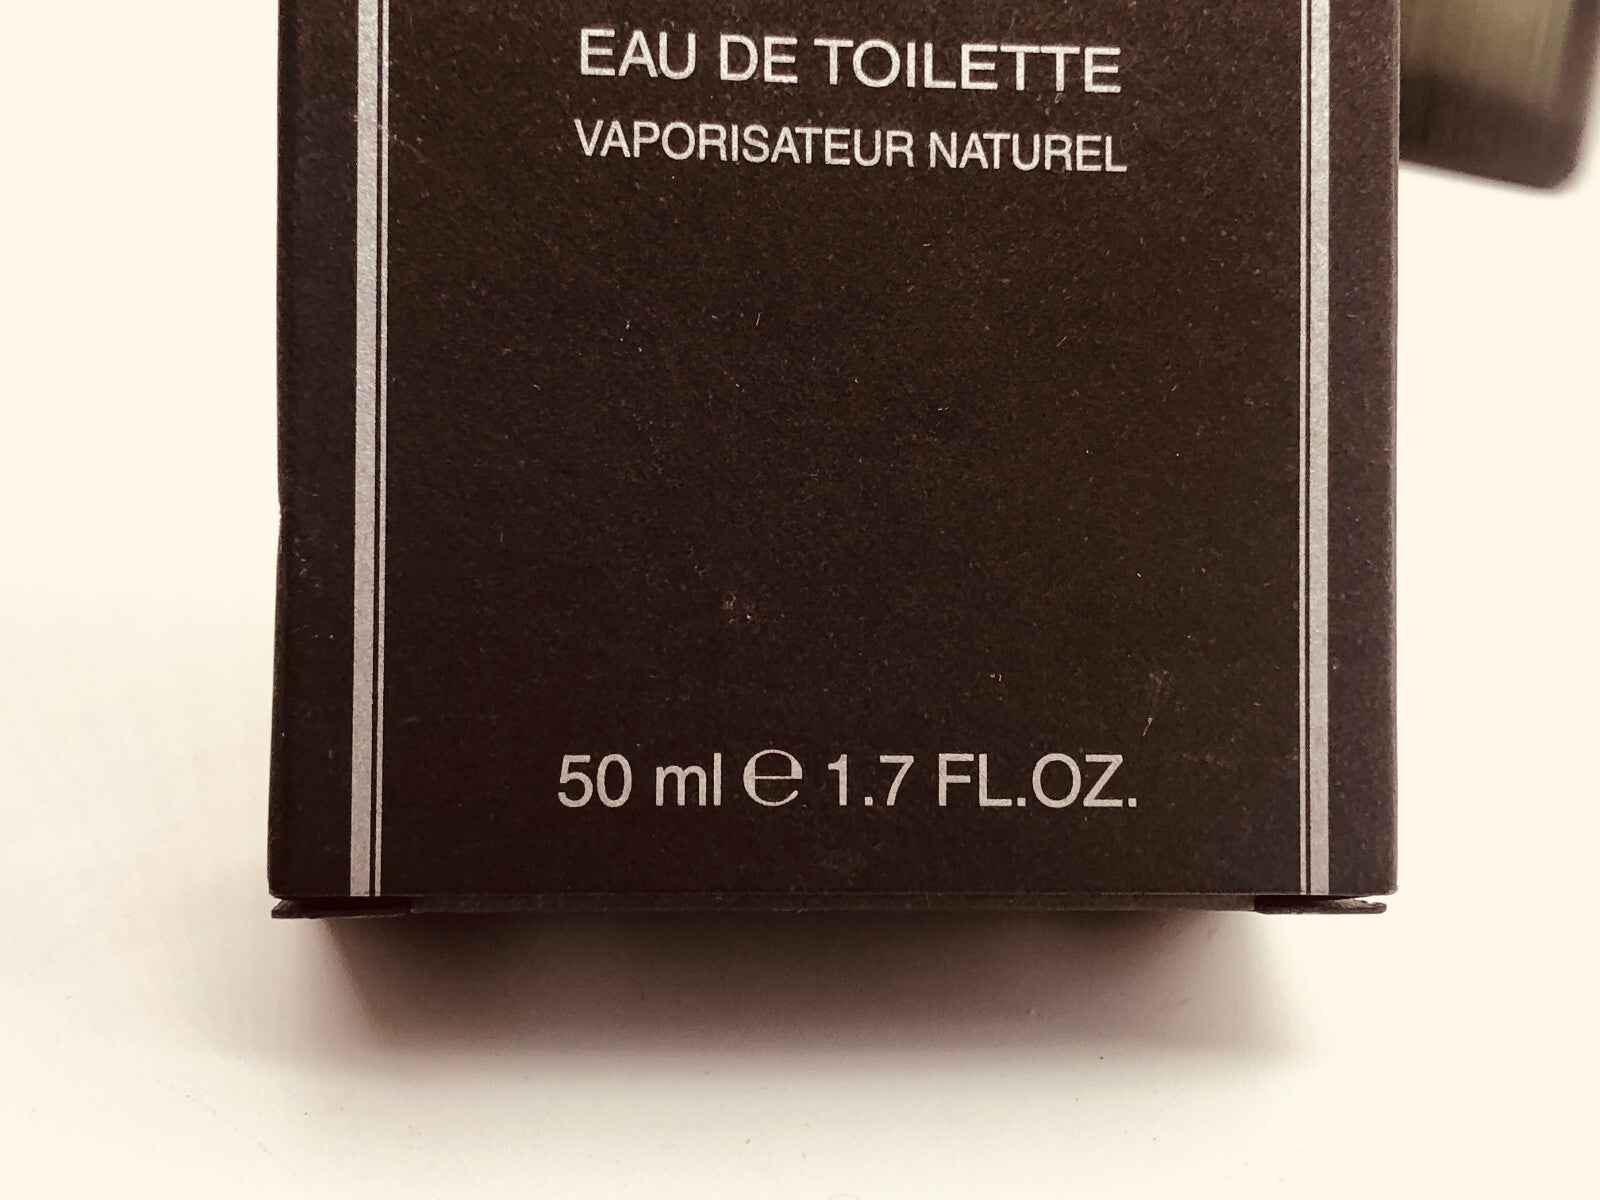 EAU DE TOILETTE
VAPORISATEUR NATUREL
50 ml ℮ 1.7 FL.OZ.